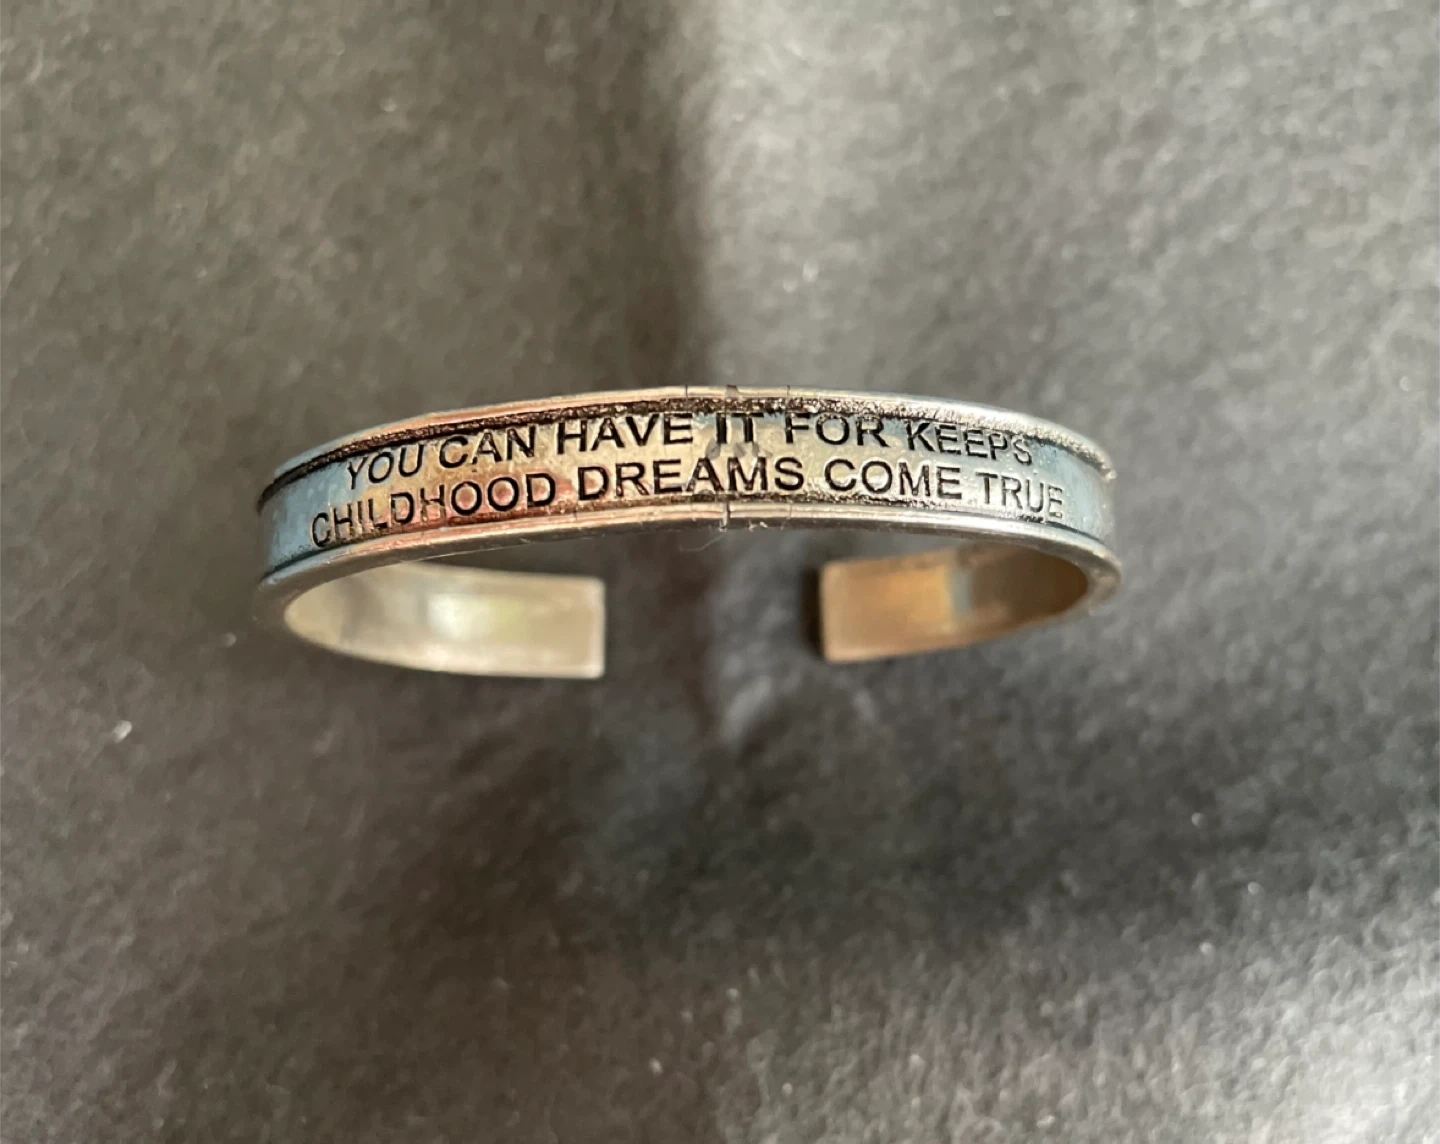 YOU CAN HAVE IT FOR KEEPS
CHILDHOOD DREAMS COME TRUE